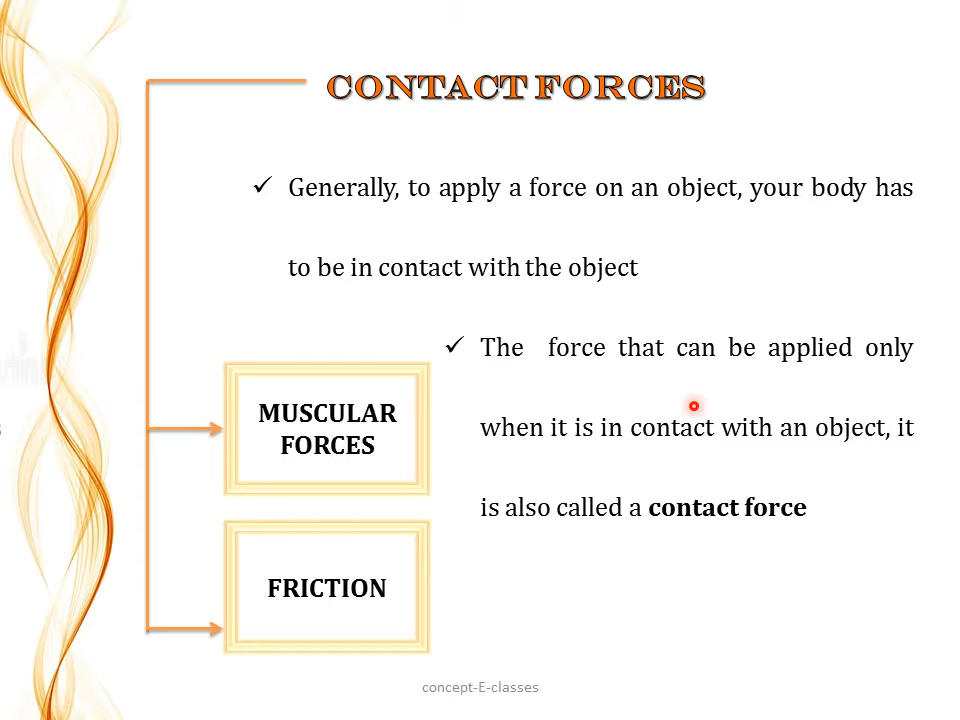 CONTACT FORCES
✓ Generally, to apply a force on an object, your body has
to be in contact with the object
✓ The force that can be applied only
when it is in contact with an object, it
is also called a contact force
MUSCULAR
FORCES
FRICTION
concept-E-classes